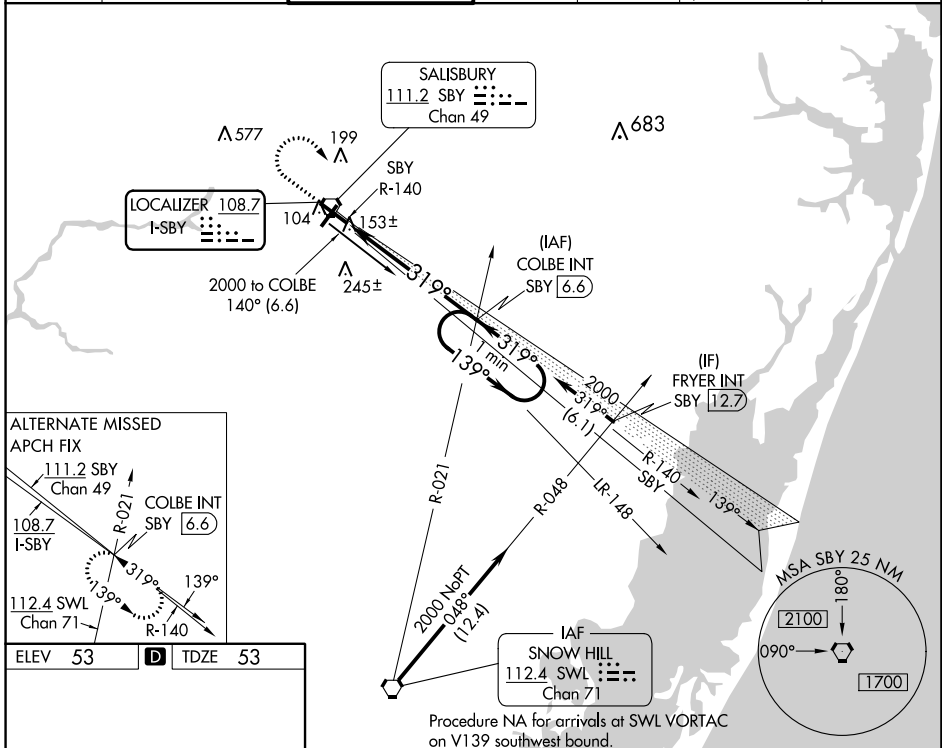 SALISBURY
111.2 SBY
Chan 49
577
199
683
SBY
R-140
LOCALIZER 108.7
I-SBY
104
153±
245±
2000 to COLBE
140° (6.6)
319°
(IAF)
COLBE INT
SBY 6.6
1 min
319°
139°
2000
319°
(6.1)
(IF)
FRYER INT
SBY 12.7
R-140
SBY
139°
R-021
R-048
LR-148
2000 NoPT
048°
(12.4)
ALTERNATE MISSED
APCH FIX
111.2 SBY
Chan 49
R-021
COLBE INT
SBY 6.6
108.7
I-SBY
319°
139°
139°
112.4 SWL
Chan 71
R-140
MSA SBY 25 NM
180°
2100
090°
1700
IAF
SNOW HILL
112.4 SWL
Chan 71
ELEV 53 D TDZE 53
Procedure NA for arrivals at SWL VORTAC
on V139 southwest bound.